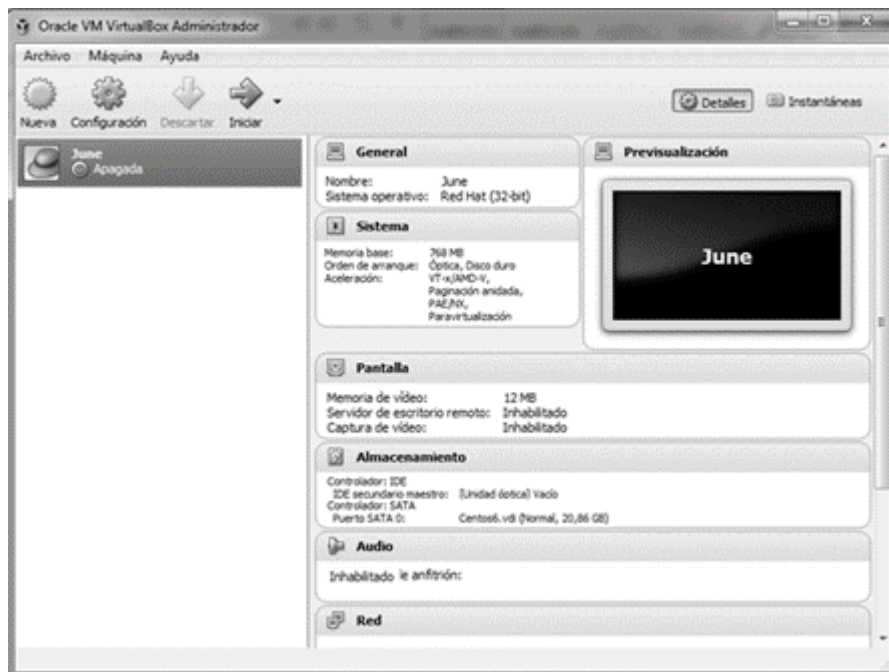 Oracle VM VirtualBox Administrador
Archivo Máquina Ayuda
Nueva Configuración Descartar Iniciar
Detalles Instantáneas
June
Apagada
General
Nombre: June
Sistema operativo: Red Hat (32-bit)
Sistema
Memoria base: 768 MB
Orden de arranque: Óptica, Disco duro
Aceleración: VT-x/AMD-V,
Paginación anidada,
PAE/NX,
Paravirtualización
Previsualización
June
Pantalla
Memoria de vídeo: 12 MB
Servidor de escritorio remoto: Inhabilitado
Captura de vídeo: Inhabilitado
Almacenamiento
Controlador: IDE
IDE secundario maestro: [Unidad óptica] Vacío
Controlador: SATA
Puerto SATA 0: Centos6.vdi (Normal, 20,86 GB)
Audio
Inhabilitado le anfitrión:
Red